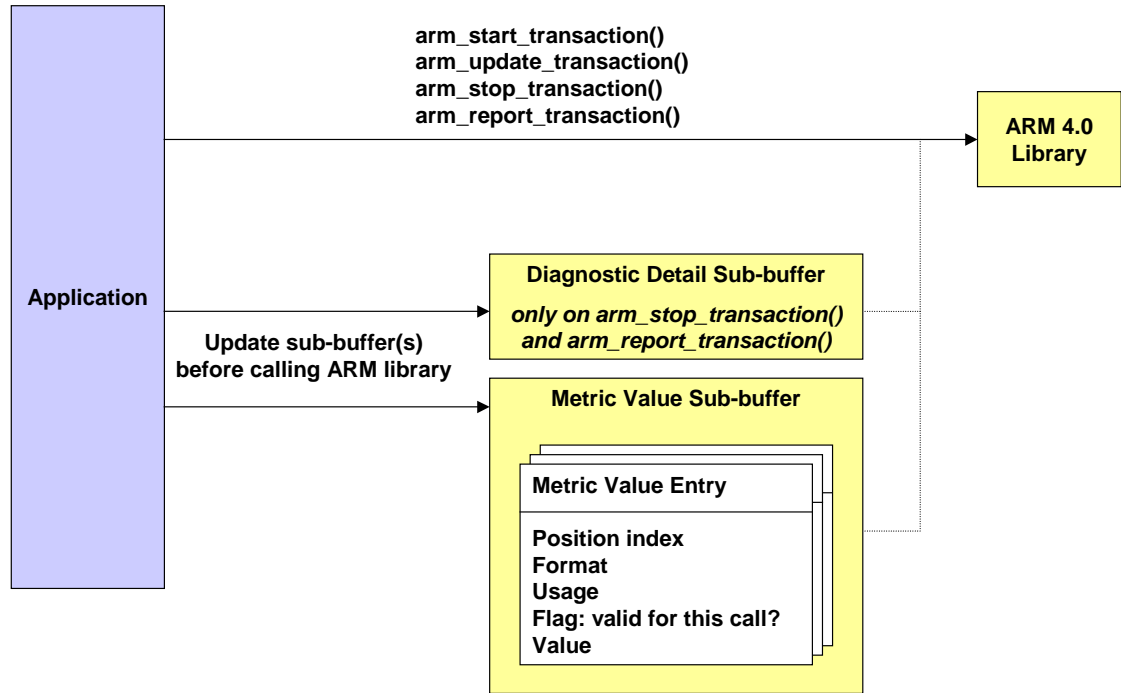 arm_start_transaction()
arm_update_transaction()
arm_stop_transaction()
arm_report_transaction()
ARM 4.0
Library
Application
Diagnostic Detail Sub-buffer
only on arm_stop_transaction()
and arm_report_transaction()
Update sub-buffer(s)
before calling ARM library
Metric Value Sub-buffer
Metric Value Entry
Position index
Format
Usage
Flag: valid for this call?
Value